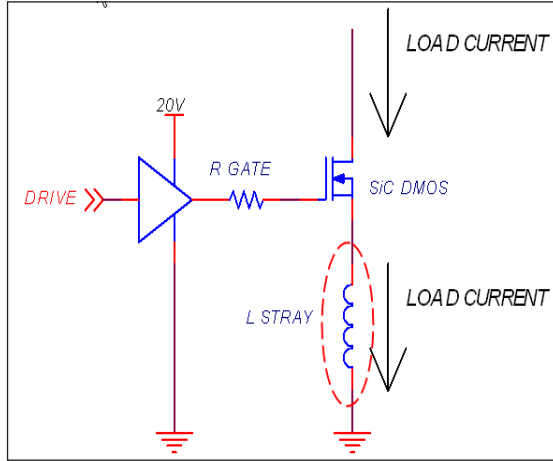 LOAD CURRENT
20V
R GATE
DRIVE
SiC DMOS
L STRAY
LOAD CURRENT